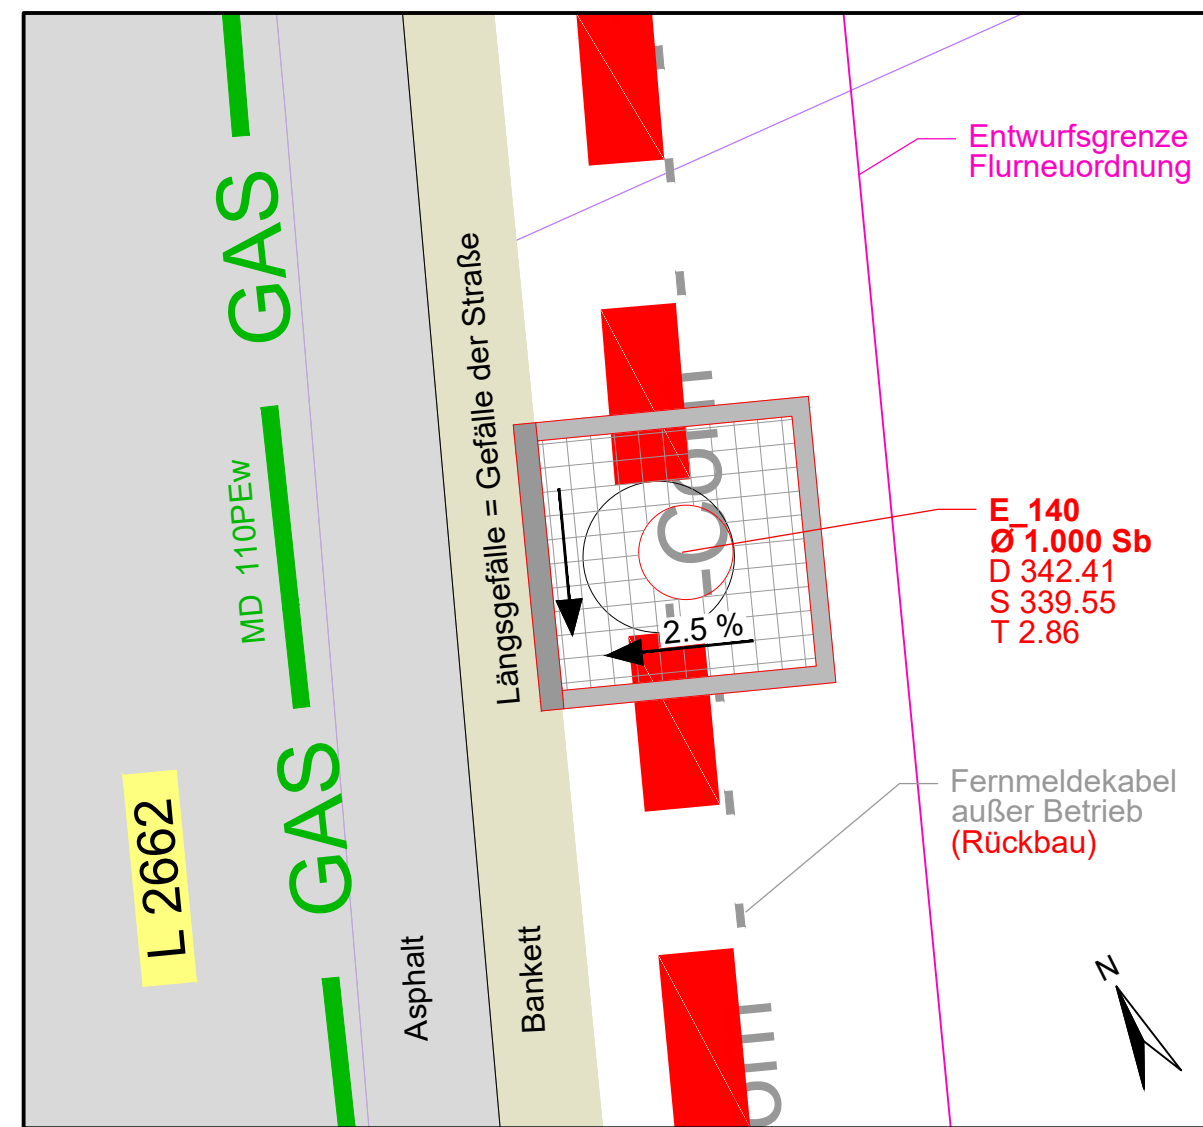 Entwurfsgrenze
Flurneuordnung
GAS
Längsgefälle = Gefälle der Straße
MD 110PEw
E_140
Ø 1.000 Sb
D 342.41
S 339.55
T 2.86
2.5 %
GAS
Fernmeldekabel
außer Betrieb
(Rückbau)
L 2662
Asphalt
Bankett
N